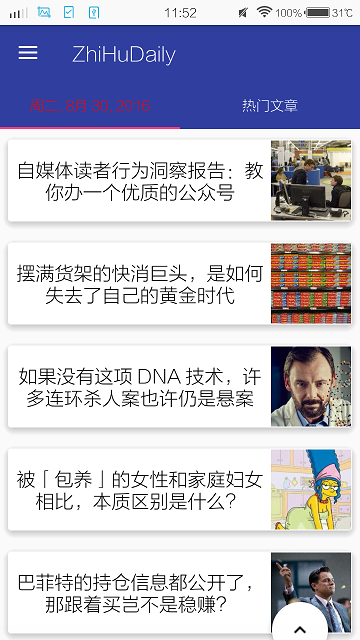 11:52
100%
31℃
ZhiHuDaily
2016
热门文章
自媒体读者行为洞察报告：教
你办一个优质的公众号
摆满货架的快消巨头，是如何
失去了自己的黄金时代
如果没有这项 DNA 技术，许
多连环杀人案也许仍是悬案
被「包养」的女性和家庭妇女
相比，本质区别是什么？
巴菲特的持仓信息都公开了，
那跟着买岂不是稳赚？